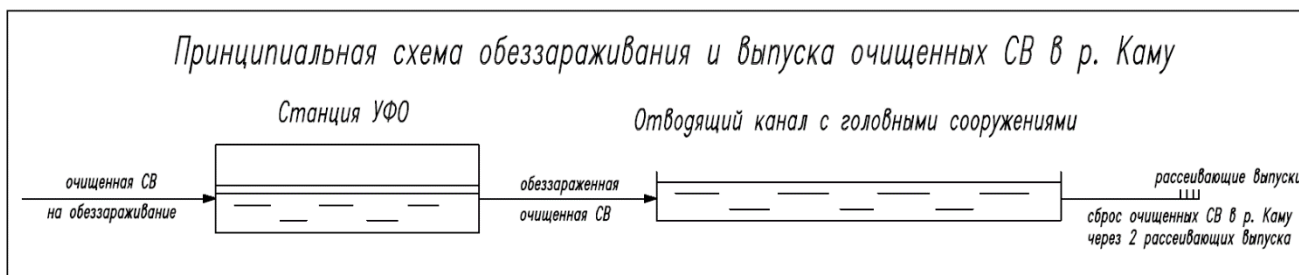 Принципиальная схема обеззараживания и выпуска очищенных СВ в р. Каму
Станция УФО
Отводящий канал с головными сооружениями
очищенная СВ
на обеззараживание
обеззараженная
очищенная СВ
рассеивающие выпуски
сброс очищенных СВ в р. Каму
через 2 рассеивающих выпуска